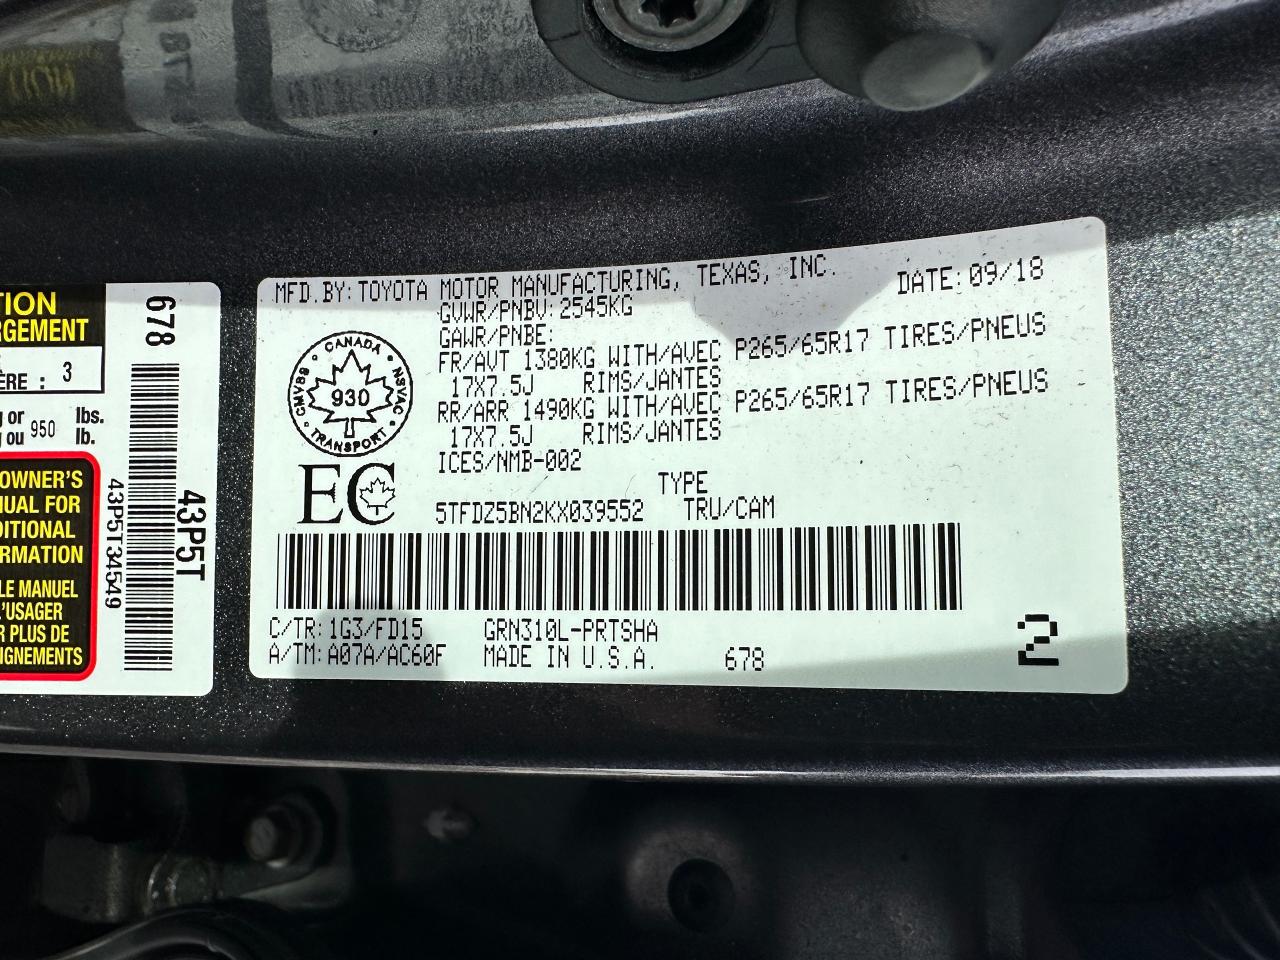 TION
RGEMENT
ÈRE : 3
or lbs.
ou 950 lb.
OWNER'S
UAL FOR
DITIONAL
RMATION
LE MANUEL
L'USAGER
R PLUS DE
IGNEMENTS
678
43P5T
43P5T34549
MFD.BY:TOYOTA MOTOR MANUFACTURING, TEXAS, INC. DATE:09/18
GVWR/PNBV:2545KG
GAWR/PNBE:
FR/AVT 1380KG WITH/AVEC P265/65R17 TIRES/PNEUS
17X7.5J RIMS/JANTES
RR/ARR 1490KG WITH/AVEC P265/65R17 TIRES/PNEUS
17X7.5J RIMS/JANTES
ICES/NMB-002
CANADA
CMVSS NSVAC
930
TRANSPORT
EC
TYPE
5TFDZ5BN2KX039552 TRU/CAM
C/TR:1G3/FD15 GRN310L-PRTSHA
A/TM:A07A/AC60F MADE IN U.S.A. 678
2